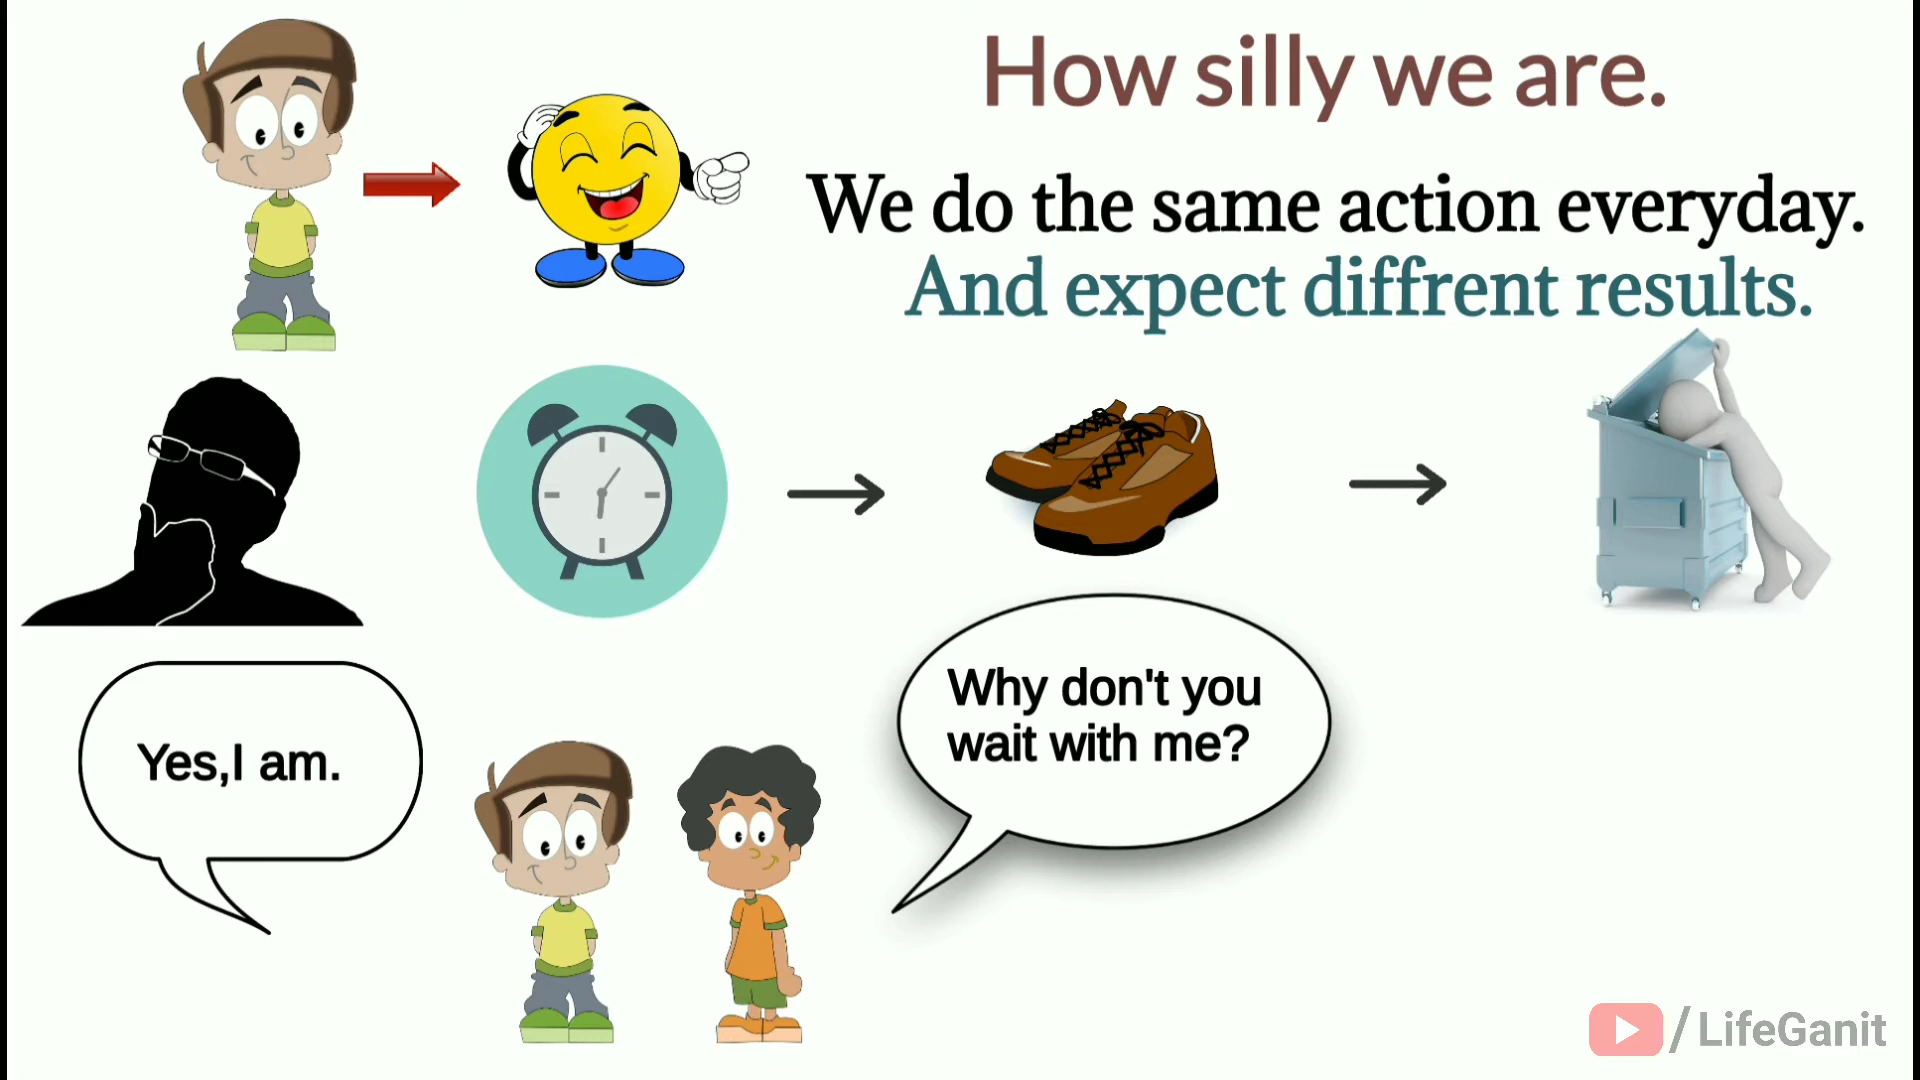 How silly we are.
We do the same action everyday.
And expect diffrent results.
Yes,I am.
Why don't you
wait with me?
/LifeGanit